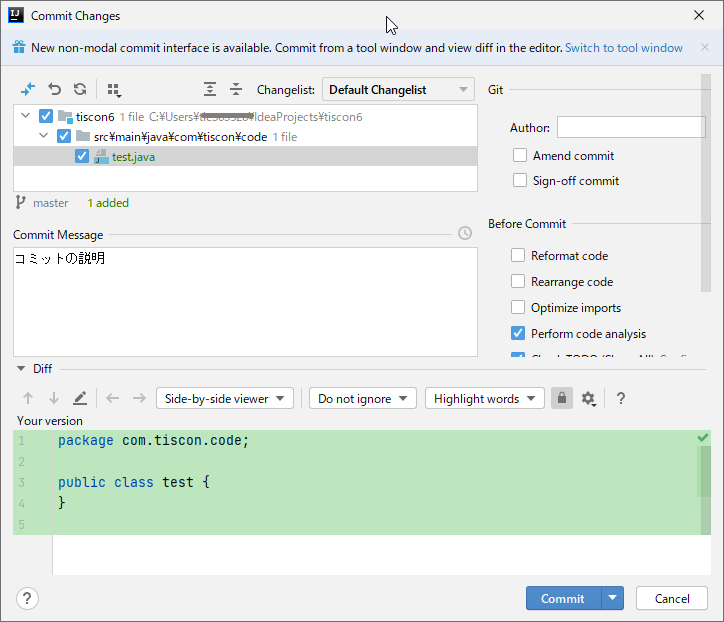 Commit Changes
New non-modal commit interface is available. Commit from a tool window and view diff in the editor. Switch to tool window
Changelist: Default Changelist
tiscon6 1 file C:¥Users¥ ¥IdeaProjects¥tiscon6
src¥main¥java¥com¥tiscon¥code 1 file
test.java
master 1 added
Git
Author:
Amend commit
Sign-off commit
Before Commit
Reformat code
Rearrange code
Optimize imports
Perform code analysis
Commit Message
コミットの説明
Diff
Side-by-side viewer Do not ignore Highlight words ?
Your version
1 package com.tiscon.code;
2
3 public class test {
4 }
5
? Commit Cancel